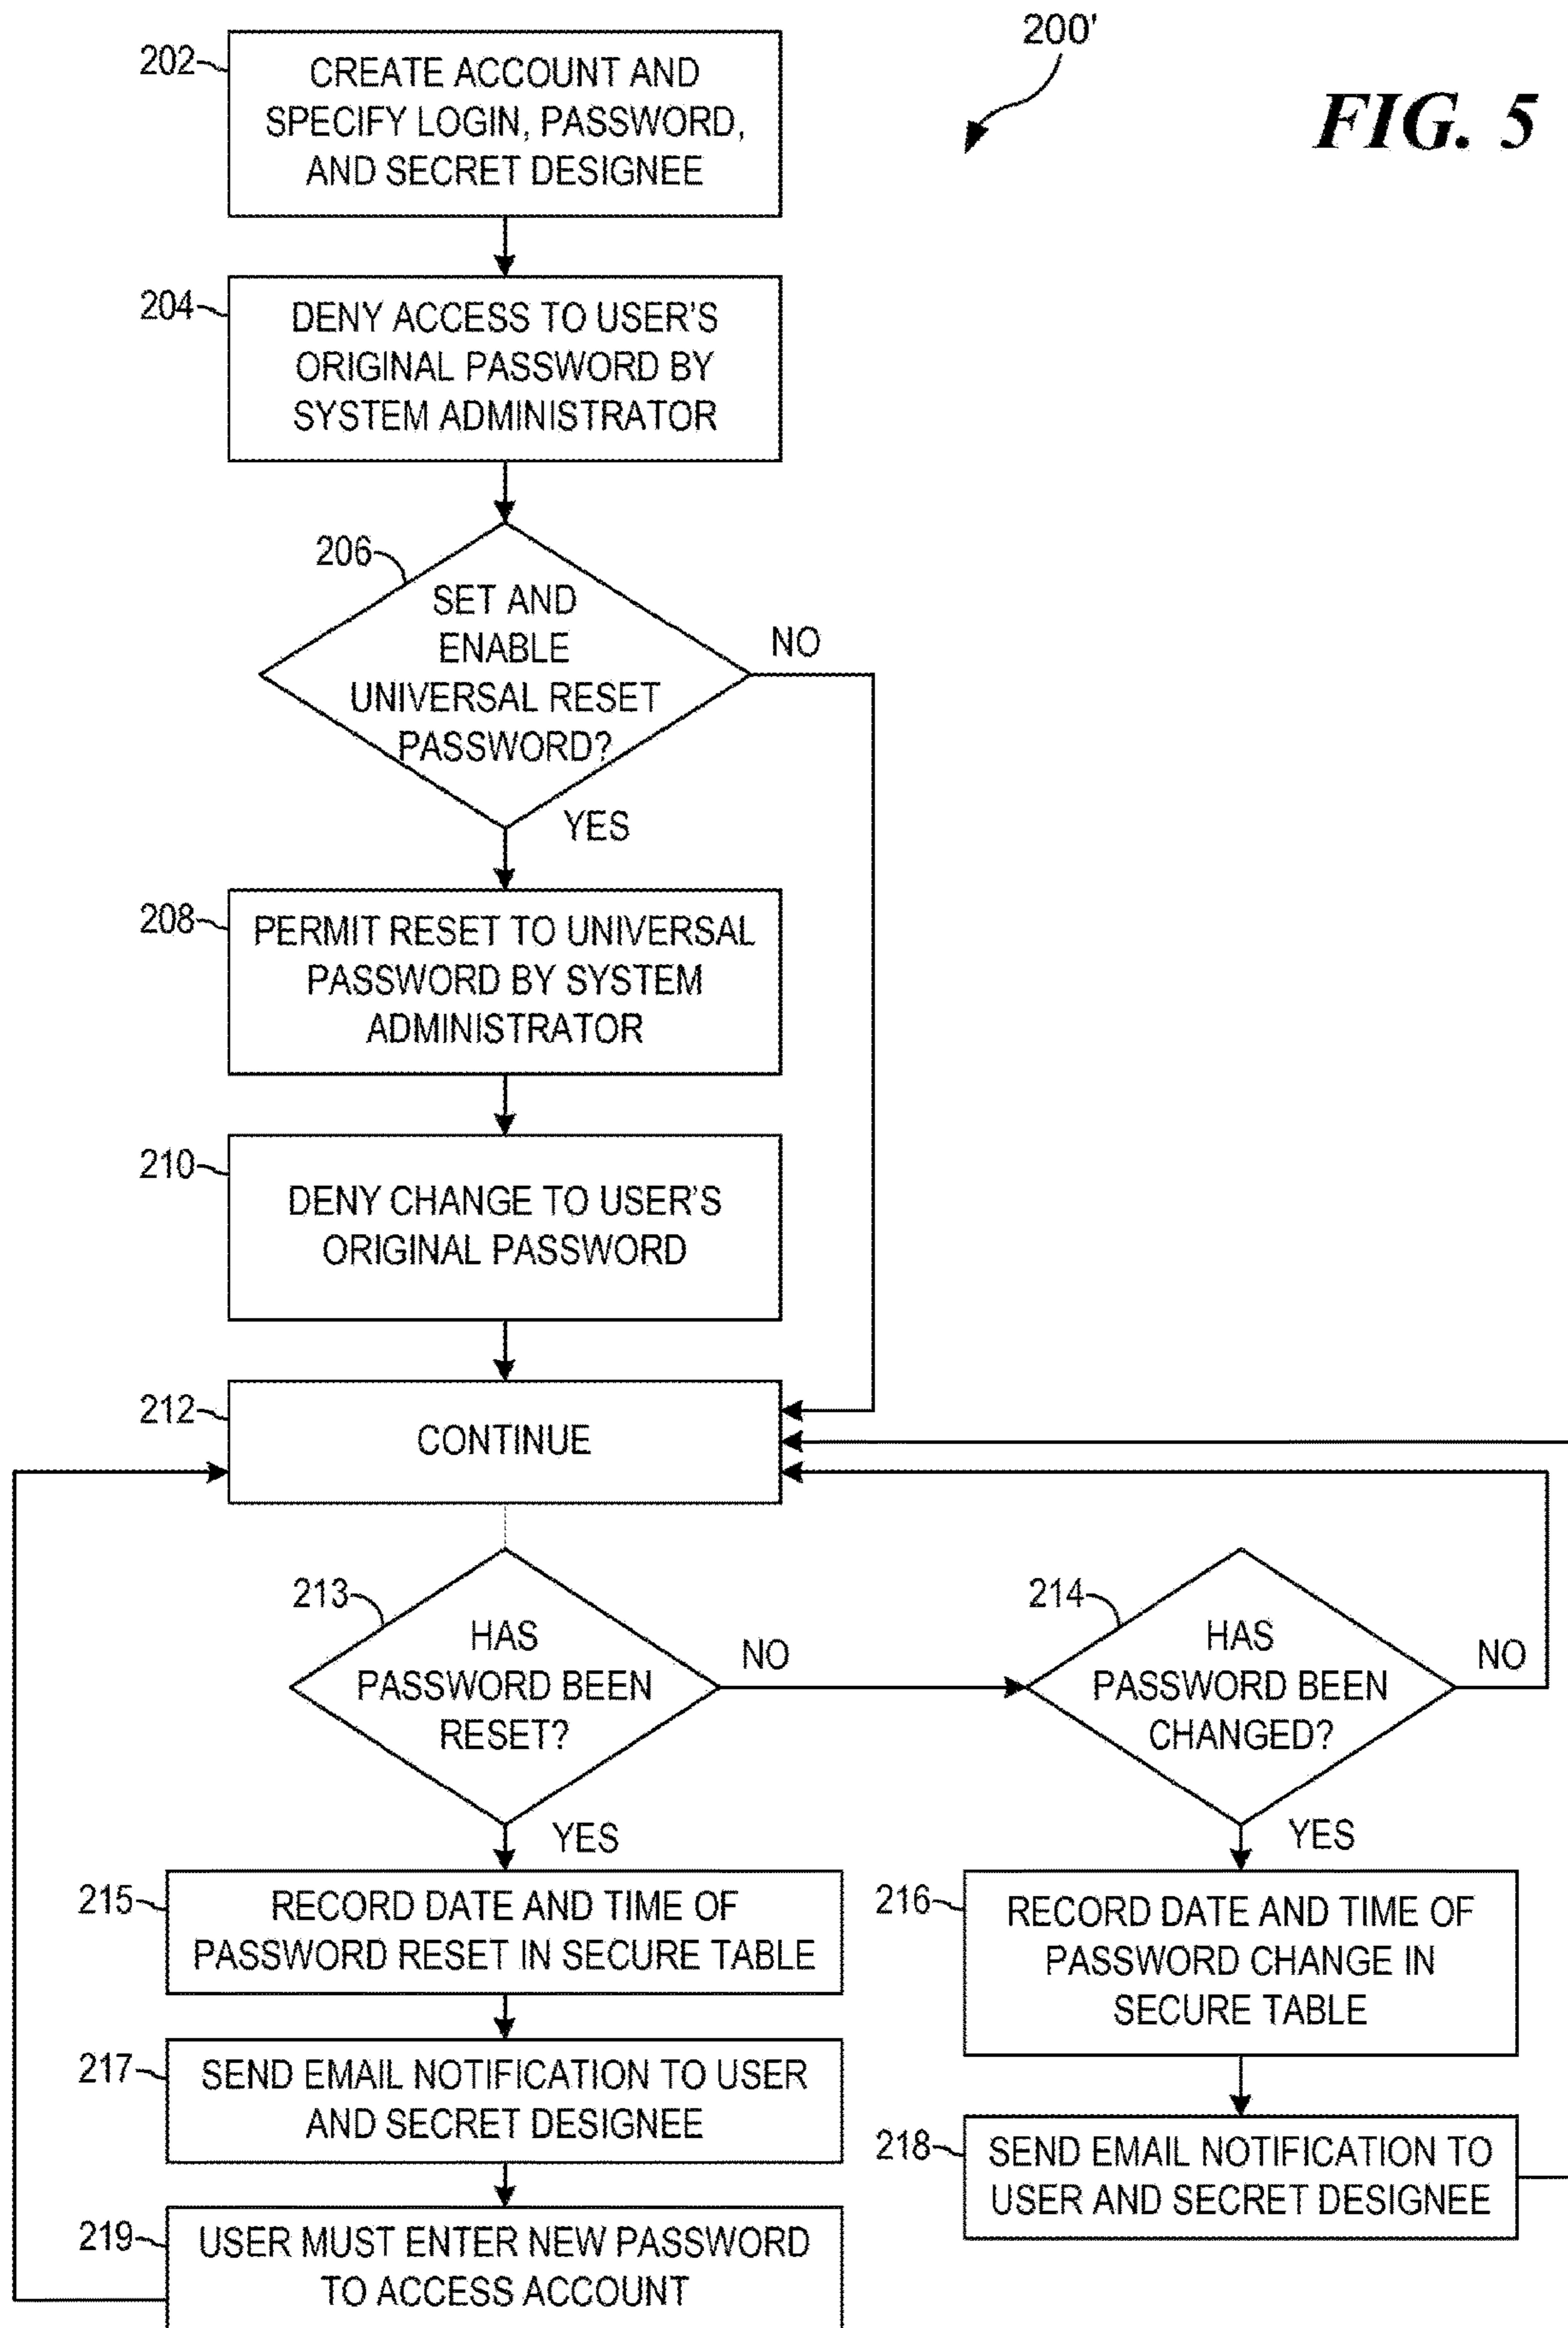 200'
FIG. 5
202
CREATE ACCOUNT AND
SPECIFY LOGIN, PASSWORD,
AND SECRET DESIGNEE
204
DENY ACCESS TO USER'S
ORIGINAL PASSWORD BY
SYSTEM ADMINISTRATOR
206
SET AND
ENABLE
UNIVERSAL RESET
PASSWORD?
NO
YES
208
PERMIT RESET TO UNIVERSAL
PASSWORD BY SYSTEM
ADMINISTRATOR
210
DENY CHANGE TO USER'S
ORIGINAL PASSWORD
212
CONTINUE
213
HAS
PASSWORD BEEN
RESET?
NO
YES
214
HAS
PASSWORD BEEN
CHANGED?
NO
YES
215
RECORD DATE AND TIME OF
PASSWORD RESET IN SECURE TABLE
216
RECORD DATE AND TIME OF
PASSWORD CHANGE IN
SECURE TABLE
217
SEND EMAIL NOTIFICATION TO USER
AND SECRET DESIGNEE
218
SEND EMAIL NOTIFICATION TO
USER AND SECRET DESIGNEE
219
USER MUST ENTER NEW PASSWORD
TO ACCESS ACCOUNT